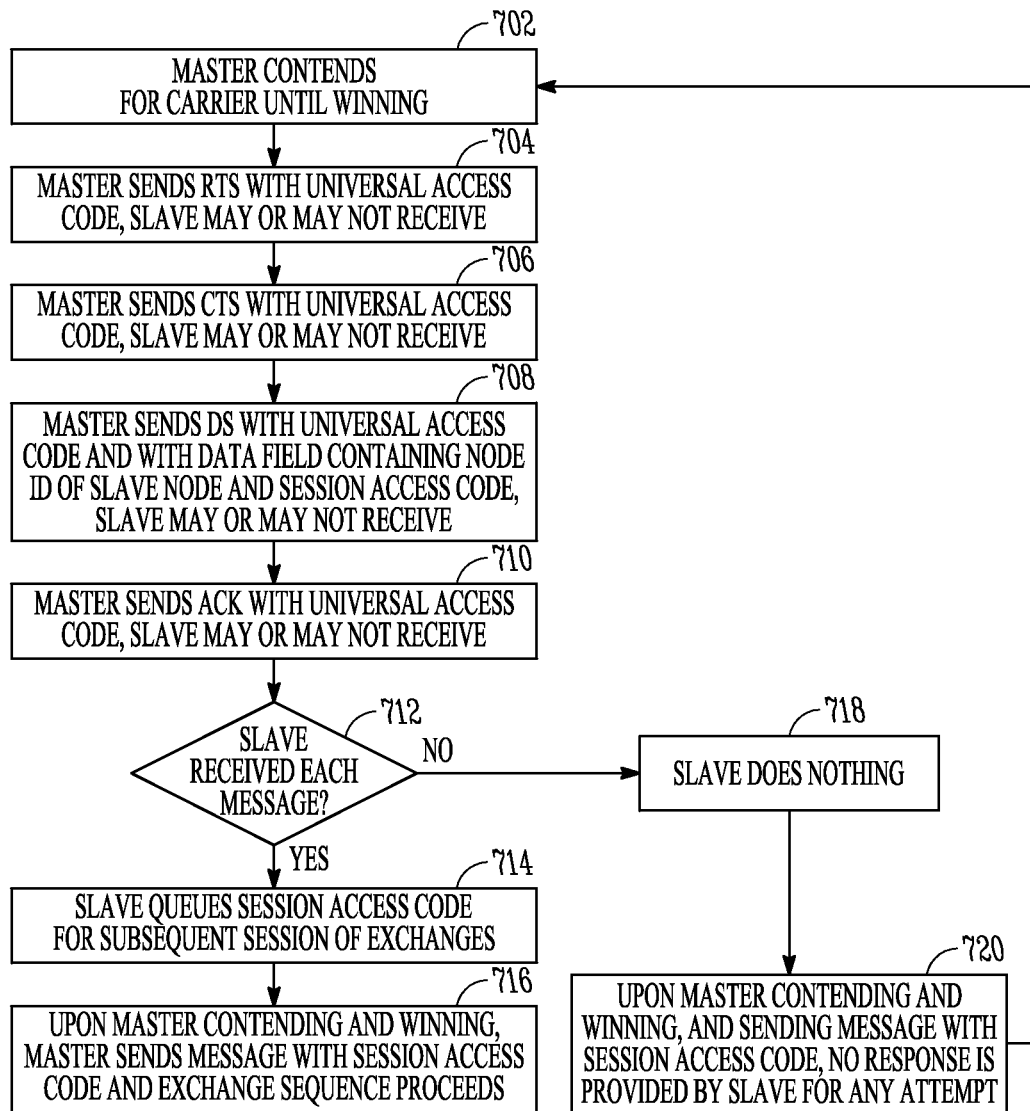 702
MASTER CONTENDS
FOR CARRIER UNTIL WINNING
704
MASTER SENDS RTS WITH UNIVERSAL ACCESS
CODE, SLAVE MAY OR MAY NOT RECEIVE
706
MASTER SENDS CTS WITH UNIVERSAL ACCESS
CODE, SLAVE MAY OR MAY NOT RECEIVE
708
MASTER SENDS DS WITH UNIVERSAL ACCESS
CODE AND WITH DATA FIELD CONTAINING NODE
ID OF SLAVE NODE AND SESSION ACCESS CODE,
SLAVE MAY OR MAY NOT RECEIVE
710
MASTER SENDS ACK WITH UNIVERSAL ACCESS
CODE, SLAVE MAY OR MAY NOT RECEIVE
712
SLAVE
RECEIVED EACH
MESSAGE?
NO
718
SLAVE DOES NOTHING
YES
714
SLAVE QUEUES SESSION ACCESS CODE
FOR SUBSEQUENT SESSION OF EXCHANGES
716
UPON MASTER CONTENDING AND WINNING,
MASTER SENDS MESSAGE WITH SESSION ACCESS
CODE AND EXCHANGE SEQUENCE PROCEEDS
720
UPON MASTER CONTENDING AND
WINNING, AND SENDING MESSAGE WITH
SESSION ACCESS CODE, NO RESPONSE IS
PROVIDED BY SLAVE FOR ANY ATTEMPT